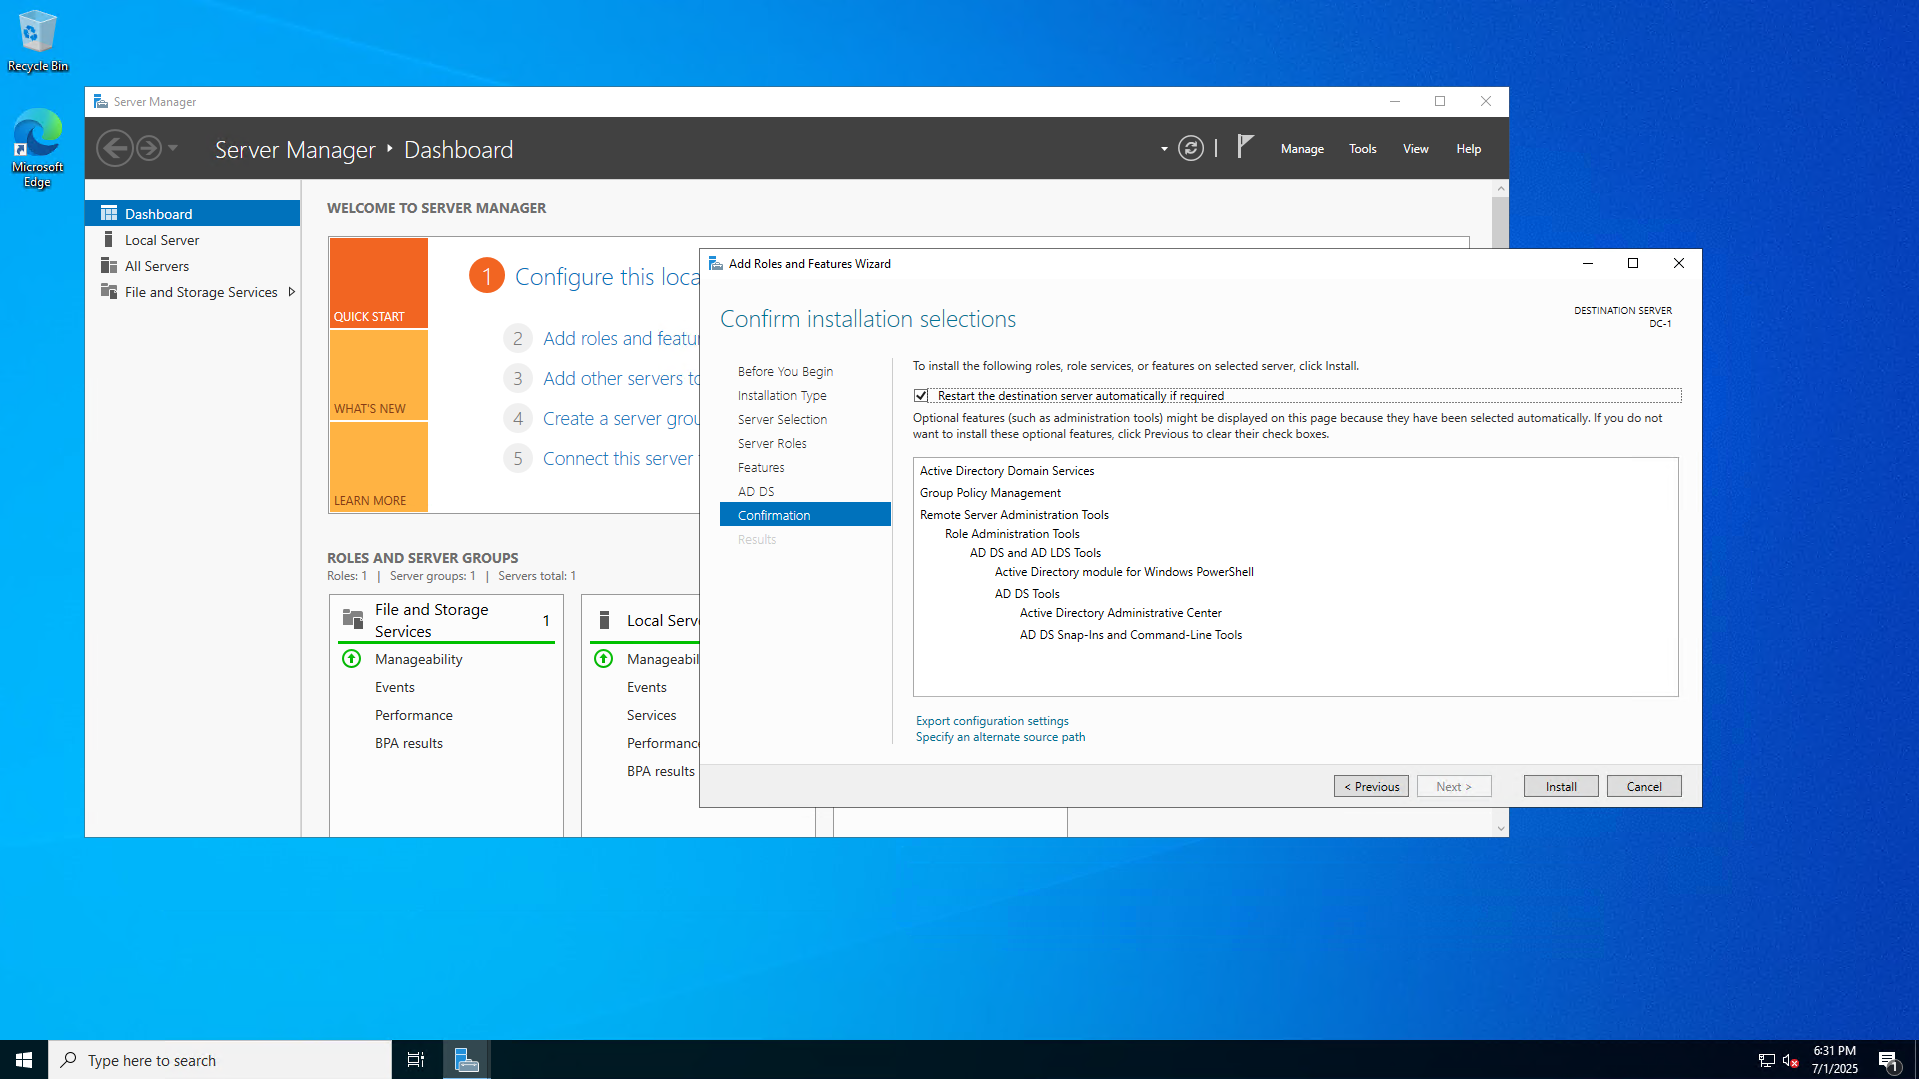 Recycle Bin
Microsoft
Edge
Server Manager
Server Manager
Dashboard
Manage
Tools
View
Help
Dashboard
Local Server
All Servers
File and Storage Services
WELCOME TO SERVER MANAGER
QUICK START
WHAT'S NEW
LEARN MORE
1 Configure this loca
2 Add roles and featur
3 Add other servers to
4 Create a server grou
5 Connect this server
ROLES AND SERVER GROUPS
Roles: 1 | Server groups: 1 | Servers total: 1
File and Storage
Services
1
Manageability
Events
Performance
BPA results
Local Serv
Manageabil
Events
Services
Performanc
BPA results
Add Roles and Features Wizard
Confirm installation selections
DESTINATION SERVER
DC-1
Before You Begin
Installation Type
Server Selection
Server Roles
Features
AD DS
Confirmation
Results
To install the following roles, role services, or features on selected server, click Install.
Restart the destination server automatically if required
Optional features (such as administration tools) might be displayed on this page because they have been selected automatically. If you do not
want to install these optional features, click Previous to clear their check boxes.
Active Directory Domain Services
Group Policy Management
Remote Server Administration Tools
Role Administration Tools
AD DS and AD LDS Tools
Active Directory module for Windows PowerShell
AD DS Tools
Active Directory Administrative Center
AD DS Snap-Ins and Command-Line Tools
Export configuration settings
Specify an alternate source path
< Previous
Next >
Install
Cancel
Type here to search
6:31 PM
7/1/2025
1